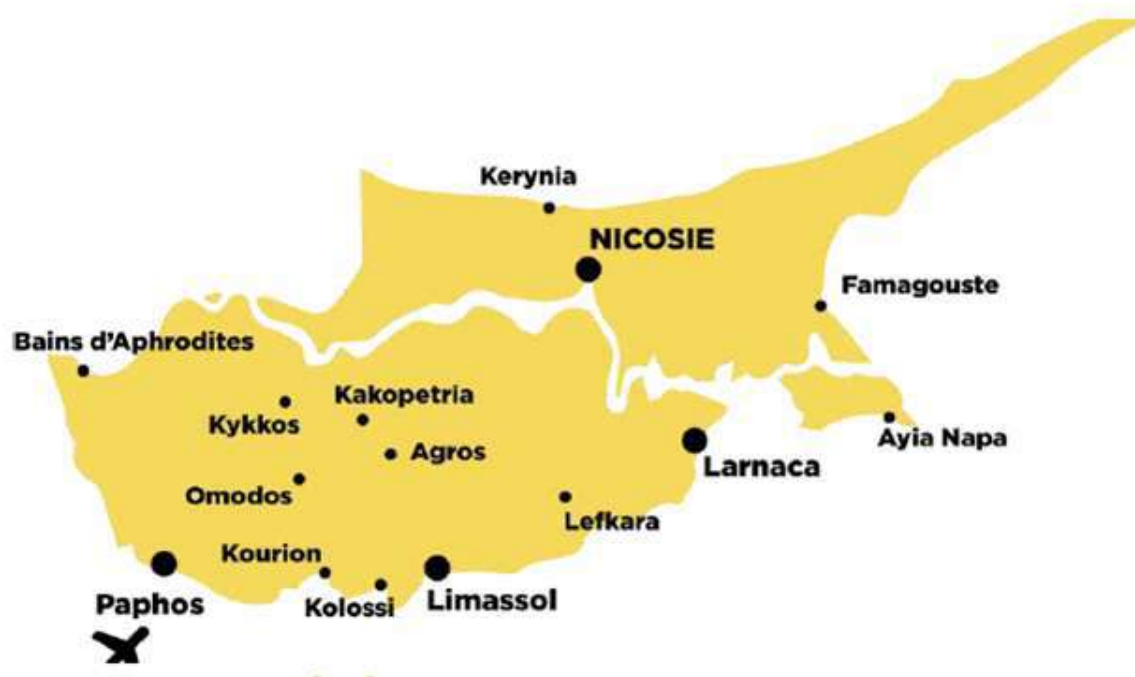 Kerynia
NICOSIE
Famagouste
Bains d'Aphrodites
Kakopetria
Kykkos
Agros
Ayia Napa
Larnaca
Omodos
Lefkara
Kourion
Paphos
Kolossi
Limassol